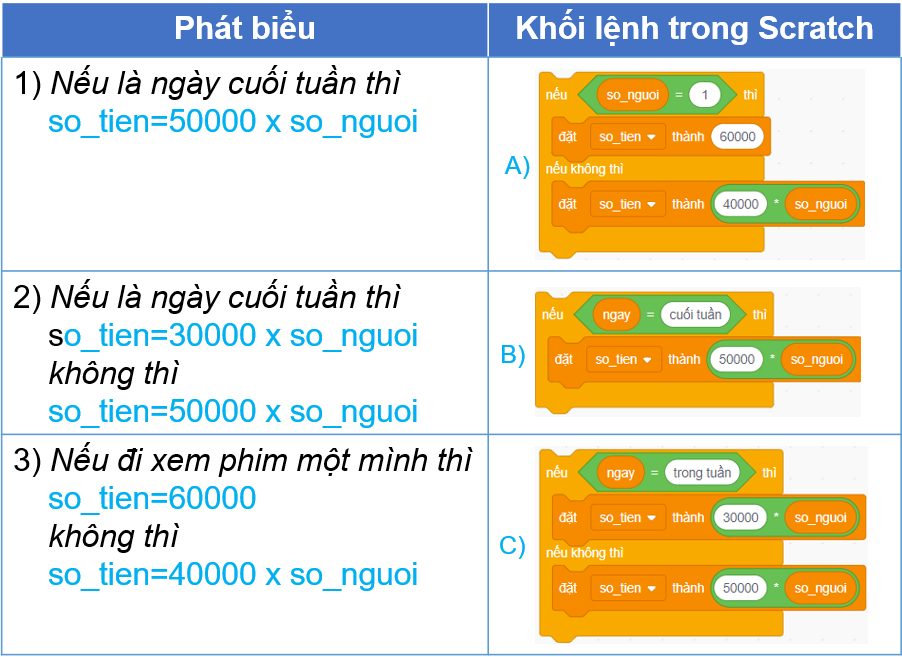 Phát biểu
Khối lệnh trong Scratch
1) Nếu là ngày cuối tuần thì
so_tien=50000 x so_nguoi
A)
nếu so_nguoi = 1 thì
đặt so_tien thành 60000
nếu không thì
đặt so_tien thành 40000 * so_nguoi
2) Nếu là ngày cuối tuần thì
so_tien=30000 x so_nguoi
không thì
so_tien=50000 x so_nguoi
B)
nếu ngay = cuối tuần thì
đặt so_tien thành 50000 * so_nguoi
3) Nếu đi xem phim một mình thì
so_tien=60000
không thì
so_tien=40000 x so_nguoi
C)
nếu ngay = trong tuần thì
đặt so_tien thành 30000 * so_nguoi
nếu không thì
đặt so_tien thành 50000 * so_nguoi